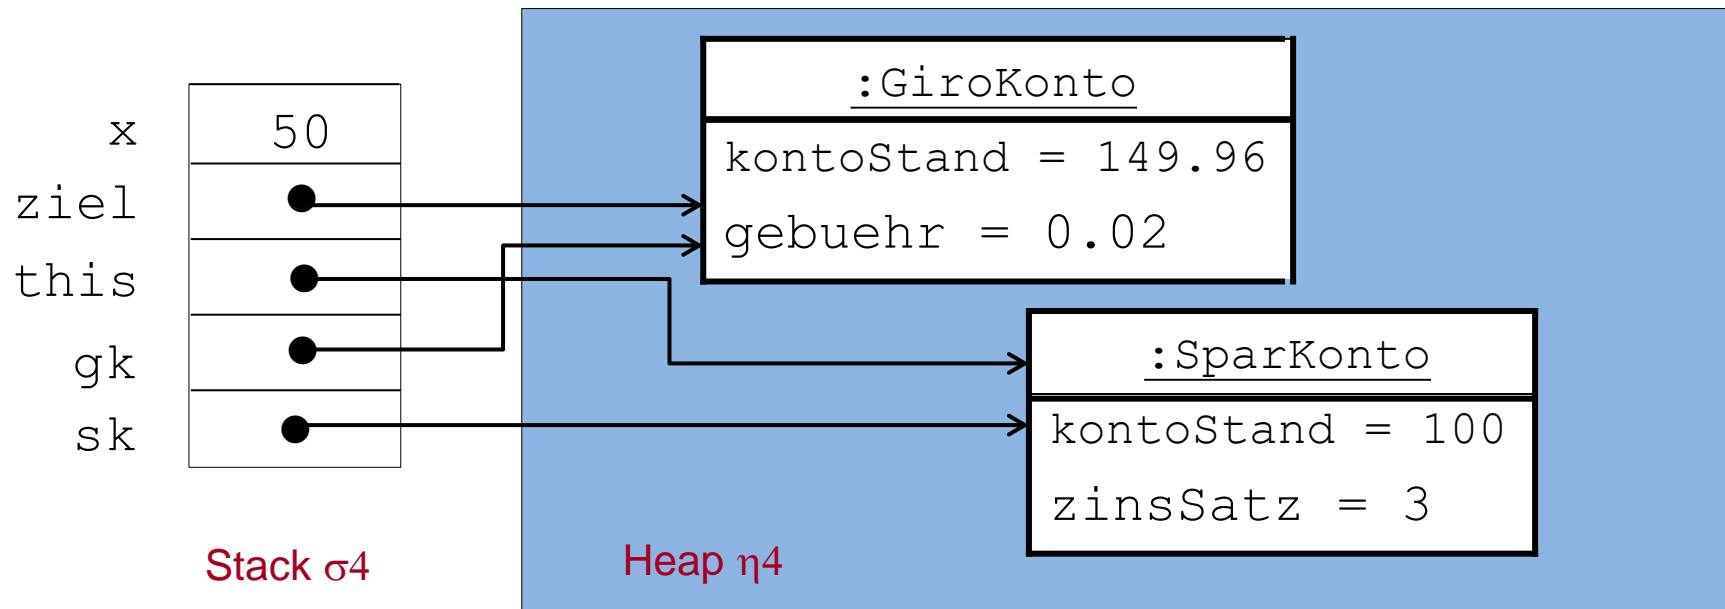 x 50
ziel
this
gk
sk
Stack σ4
:GiroKonto
kontoStand = 149.96
gebuehr = 0.02
:SparKonto
kontoStand = 100
zinsSatz = 3
Heap η4